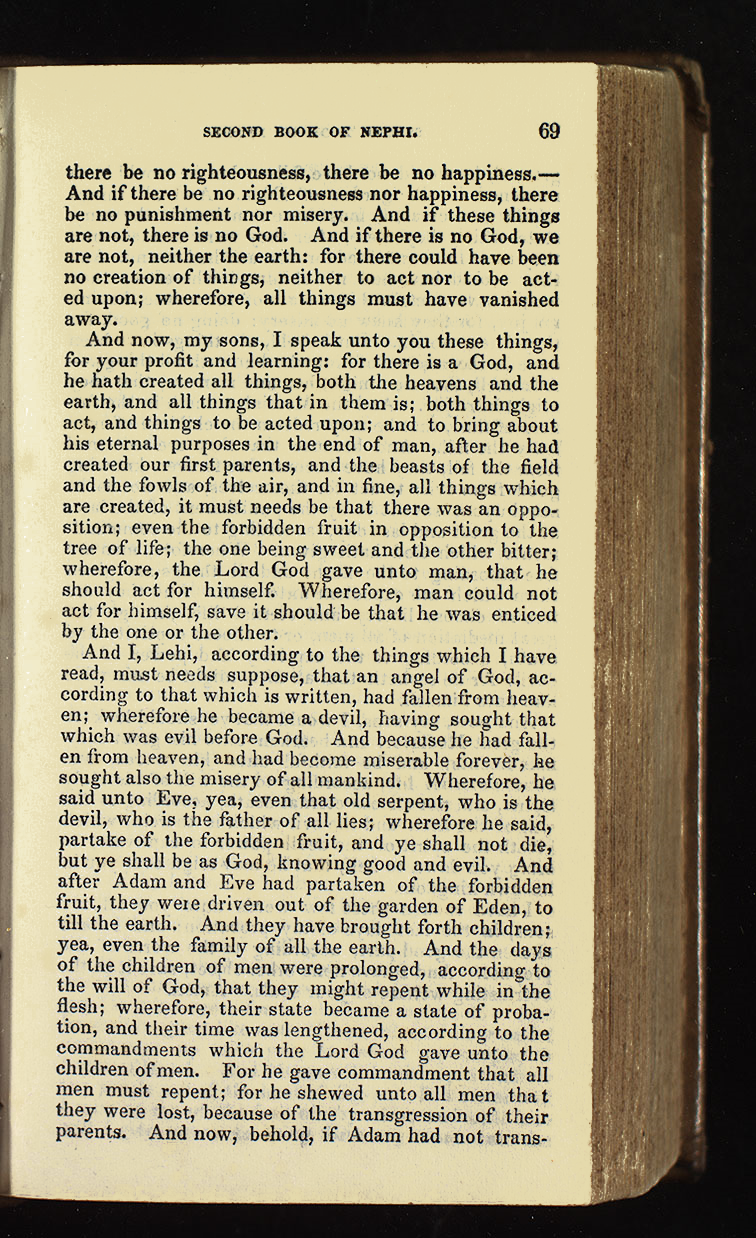 SECOND BOOK OF NEPHI. 69
there be no righteousness, there be no happiness.—
And if there be no righteousness nor happiness, there
be no punishment nor misery. And if these things
are not, there is no God. And if there is no God, we
are not, neither the earth: for there could have been
no creation of things, neither to act nor to be act-
ed upon; wherefore, all things must have vanished
away.
And now, my sons, I speak unto you these things,
for your profit and learning: for there is a God, and
he hath created all things, both the heavens and the
earth, and all things that in them is; both things to
act, and things to be acted upon; and to bring about
his eternal purposes in the end of man, after he had
created our first parents, and the beasts of the field
and the fowls of the air, and in fine, all things which
are created, it must needs be that there was an oppo-
sition; even the forbidden fruit in opposition to the
tree of life; the one being sweet and the other bitter;
wherefore, the Lord God gave unto man, that he
should act for himself. Wherefore, man could not
act for himself, save it should be that he was enticed
by the one or the other.
And I, Lehi, according to the things which I have
read, must needs suppose, that an angel of God, ac-
cording to that which is written, had fallen from heav-
en; wherefore he became a devil, having sought that
which was evil before God. And because he had fall-
en from heaven, and had become miserable forever, he
sought also the misery of all mankind. Wherefore, he
said unto Eve, yea, even that old serpent, who is the
devil, who is the father of all lies; wherefore he said,
partake of the forbidden fruit, and ye shall not die,
but ye shall be as God, knowing good and evil. And
after Adam and Eve had partaken of the forbidden
fruit, they were driven out of the garden of Eden, to
till the earth. And they have brought forth children;
yea, even the family of all the earth. And the days
of the children of men were prolonged, according to
the will of God, that they might repent while in the
flesh; wherefore, their state became a state of proba-
tion, and their time was lengthened, according to the
commandments which the Lord God gave unto the
children of men. For he gave commandment that all
men must repent; for he shewed unto all men that
they were lost, because of the transgression of their
parents. And now, behold, if Adam had not trans-